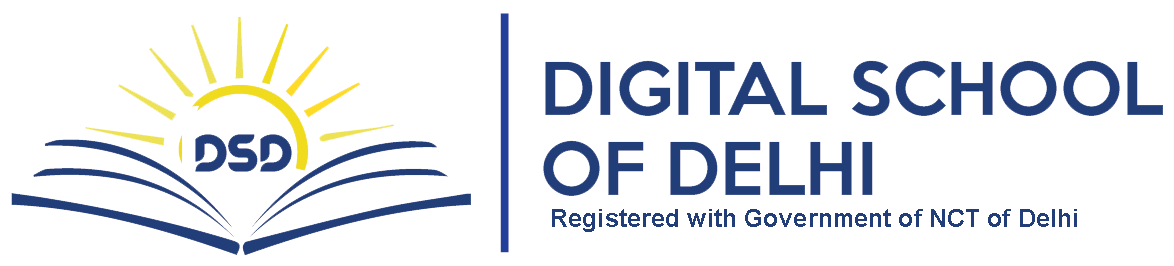 DSD
DIGITAL SCHOOL
OF DELHI
Registered with Government of NCT of Delhi